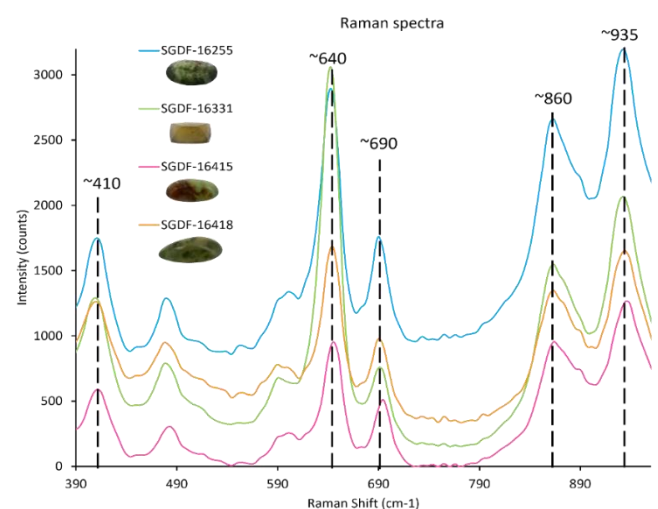 Raman spectra
SGDF-16255
SGDF-16331
SGDF-16415
SGDF-16418
~410
~640
~690
~860
~935
Intensity (counts)
3000
2500
2000
1500
1000
500
0
390
490
590
690
790
890
Raman Shift (cm-1)